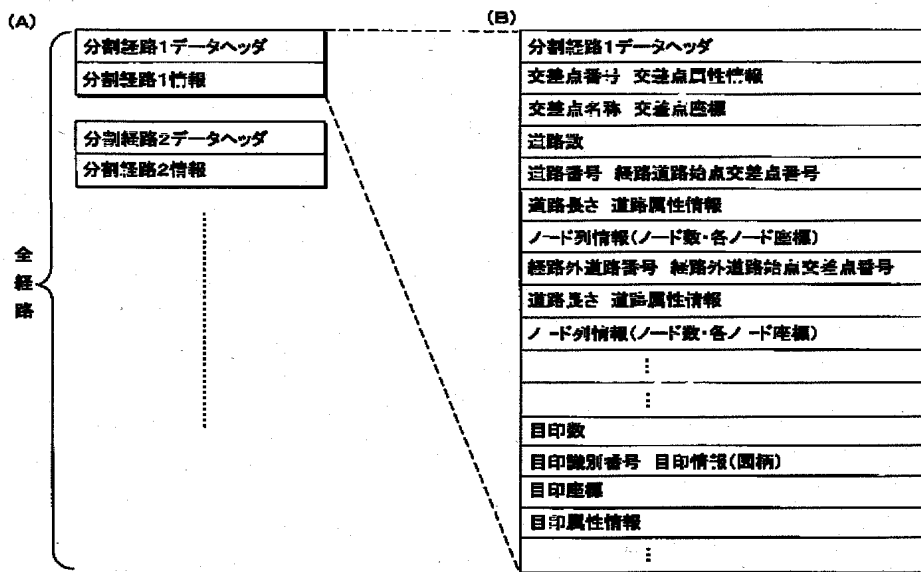 (A)
分割経路1データヘッダ
分割経路1情報
分割経路2データヘッダ
分割経路2情報
全経路
(B)
分割経路1データヘッダ
交差点番号 交差点属性情報
交差点名称 交差点座標
道路数
道路番号 経路道路始点交差点番号
道路長さ 道路属性情報
ノード列情報(ノード数・各ノード座標)
経路外道路番号 経路外道路始点交差点番号
道路長さ 道路属性情報
ノード列情報(ノード数・各ノード座標)
⋮
⋮
目印数
目印識別番号 目印情報(図柄)
目印座標
目印属性情報
⋮